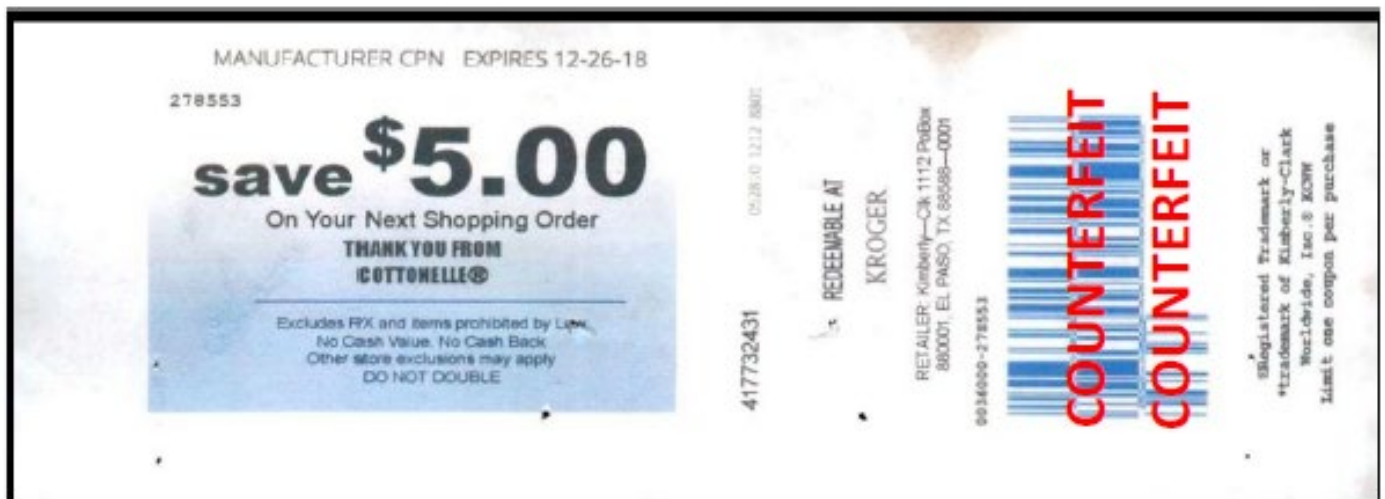 MANUFACTURER CPN EXPIRES 12-26-18
278553
save $5.00
On Your Next Shopping Order
THANK YOU FROM
COTTONELLE®
Excludes RX and items prohibited by Law.
No Cash Value. No Cash Back
Other store exclusions may apply
DO NOT DOUBLE
417732431
REDEEMABLE AT
KROGER
RETAILER: Kimberly—Clk 1112 PoBox
880001, EL PASO, TX 88588—0001
0036000-278553
COUNTERFEIT
COUNTERFEIT
®Registered Trademark or
*trademark of Kimberly-Clark
Worldwide, Inc.® KCWW
Limit one coupon per purchase